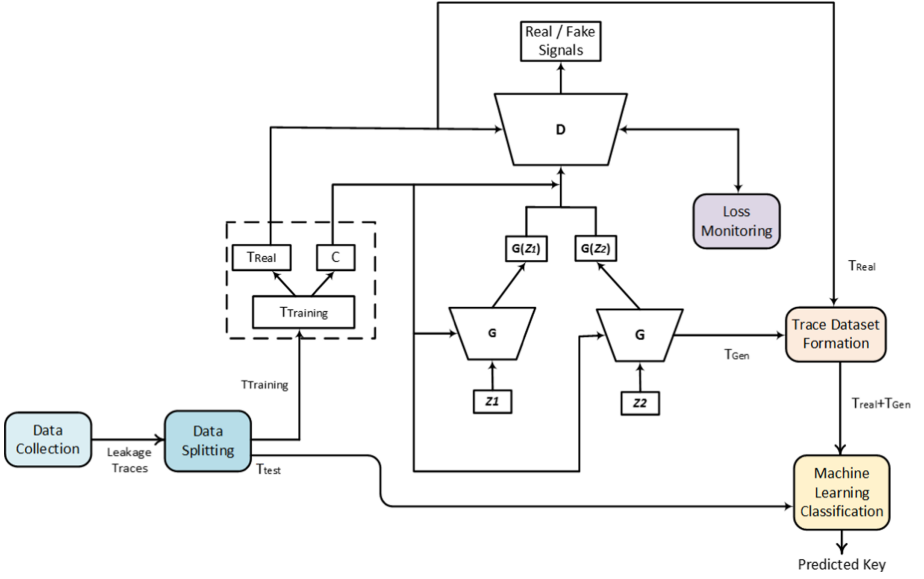 Real / Fake
Signals
D
Loss
Monitoring
TReal
C
TTraining
G(Z1)
G(Z2)
TReal
G
G
Trace Dataset
Formation
TGen
TTraining
Z1
Z2
Treal+TGen
Data
Collection
Leakage
Traces
Data
Splitting
Ttest
Machine
Learning
Classification
Predicted Key